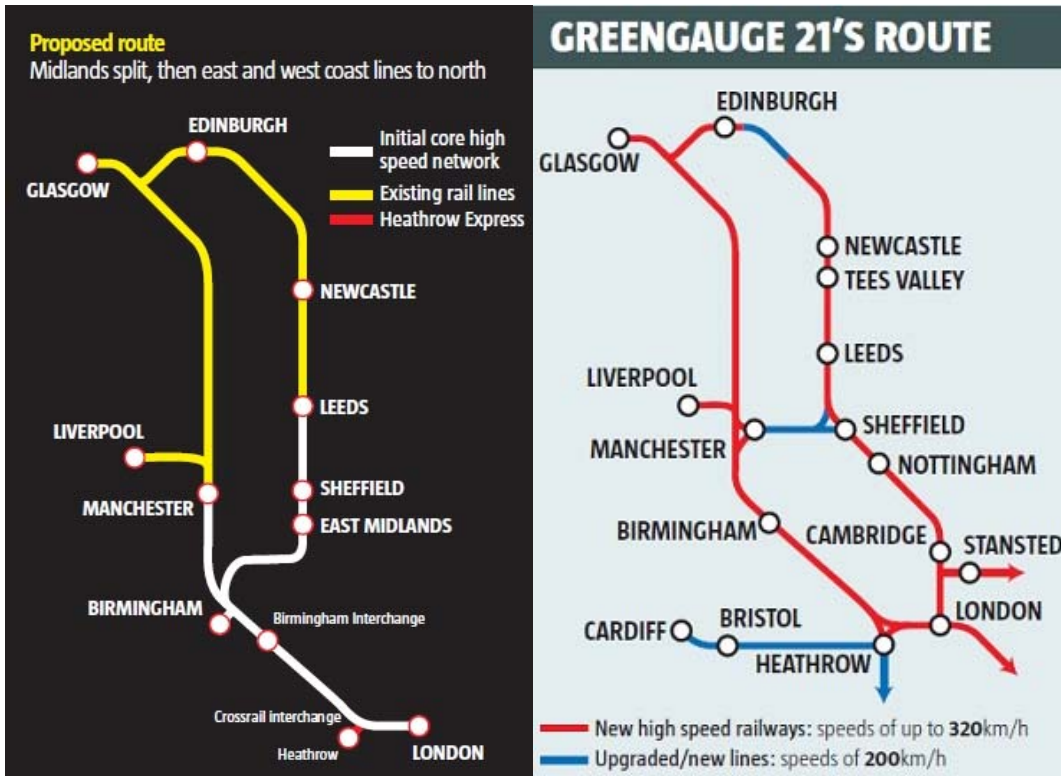 Proposed route
Midlands split, then east and west coast lines to north
EDINBURGH
Initial core high
speed network
GLASGOW
Existing rail lines
Heathrow Express
NEWCASTLE
LEEDS
LIVERPOOL
SHEFFIELD
MANCHESTER
EAST MIDLANDS
BIRMINGHAM
Birmingham Interchange
Crossrail interchange
Heathrow
LONDON
GREENGAUGE 21'S ROUTE
EDINBURGH
GLASGOW
NEWCASTLE
TEES VALLEY
LEEDS
LIVERPOOL
SHEFFIELD
MANCHESTER
NOTTINGHAM
BIRMINGHAM
CAMBRIDGE
STANSTED
LONDON
BRISTOL
CARDIFF
HEATHROW
New high speed railways: speeds of up to 320km/h
Upgraded/new lines: speeds of 200km/h